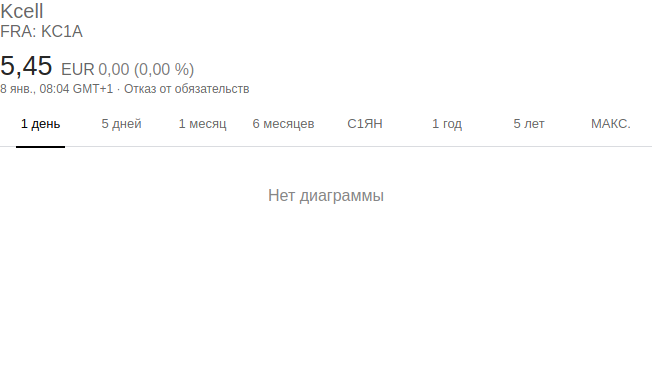 Kcell
FRA: KC1A
5,45 EUR 0,00 (0,00 %)
8 янв., 08:04 GMT+1 · Отказ от обязательств
1 день 5 дней 1 месяц 6 месяцев С1ЯН 1 год 5 лет МАКС.
Нет диаграммы